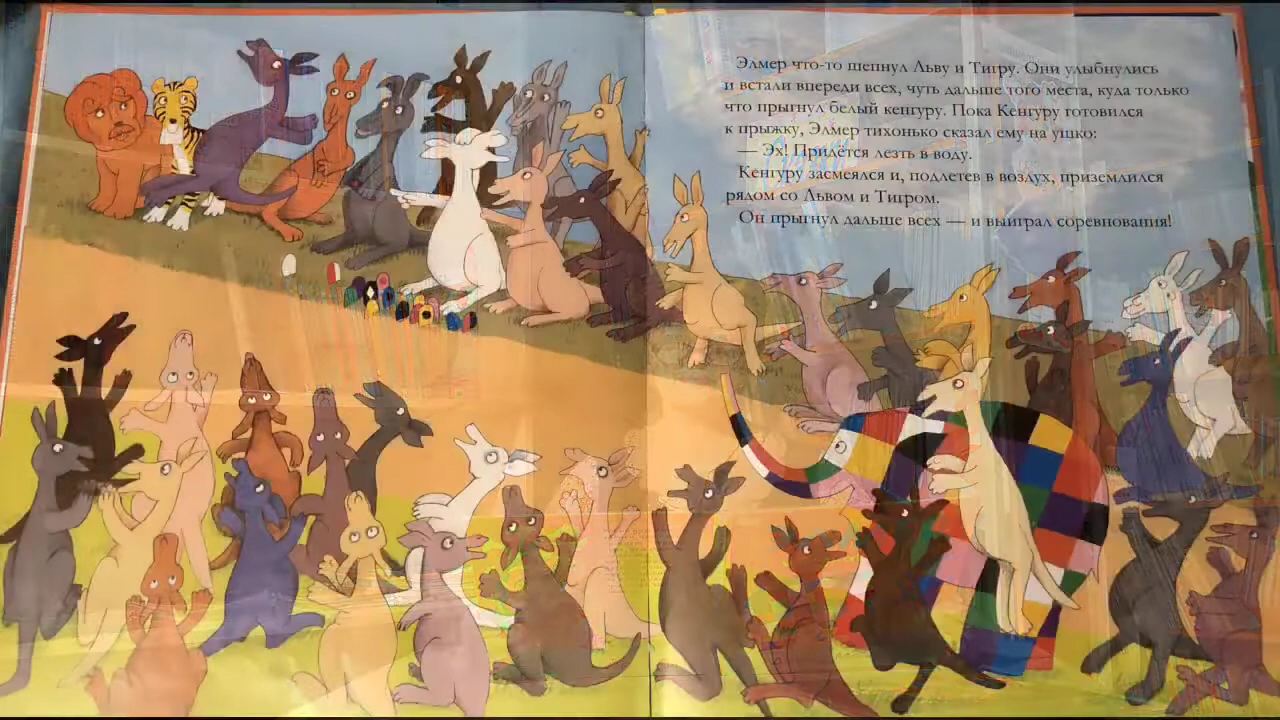 Элмер что-то шепнул Льву и Тигру. Они улыбнулись
и встали впереди всех, чуть дальше того места, куда только
что прыгнул белый кенгуру. Пока Кенгуру готовился
к прыжку, Элмер тихонько сказал ему на ушко:
— Эх! Придётся лезть в воду.
Кенгуру засмеялся и, подлетев в воздух, приземлился
рядом со Львом и Тигром.
Он прыгнул дальше всех — и выиграл соревнования!